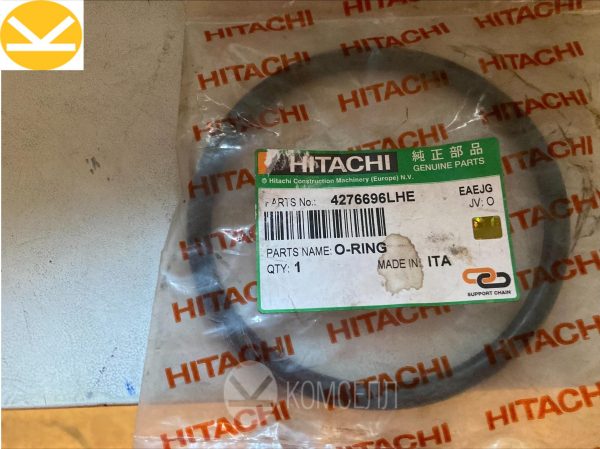 HITACHI
HITACHI
HITACHI
HITACHI
HITACHI
HITACHI
HITACHI
HITACHI 純正部品
GENUINE PARTS
© Hitachi Construction Machinery (Europe) N.V.
PARTS No.: 4276696LHE EAEJG
JV: O
PARTS NAME: O-RING
QTY: 1 MADE IN: ITA
SUPPORT CHAIN
HITACHI
HITACHI
HITACHI
HITACHI
HITACHI
HITACHI
HITACHI